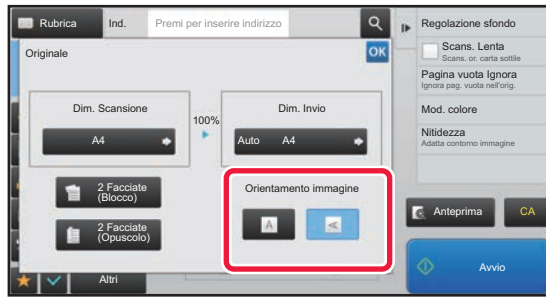 Rubrica
Ind.
Premi per inserire indirizzo
Originale
OK
Dim. Scansione
A4
100%
Dim. Invio
Auto A4
2 Facciate
(Blocco)
2 Facciate
(Opuscolo)
Orientamento immagine
A
A
Altri
Regolazione sfondo
Scans. Lenta
Scans. or. carta sottile
Pagina vuota Ignora
Ignora pag. vuota nell'orig.
Mod. colore
Nitidezza
Adatta contorno immagine
Anteprima
CA
Avvio